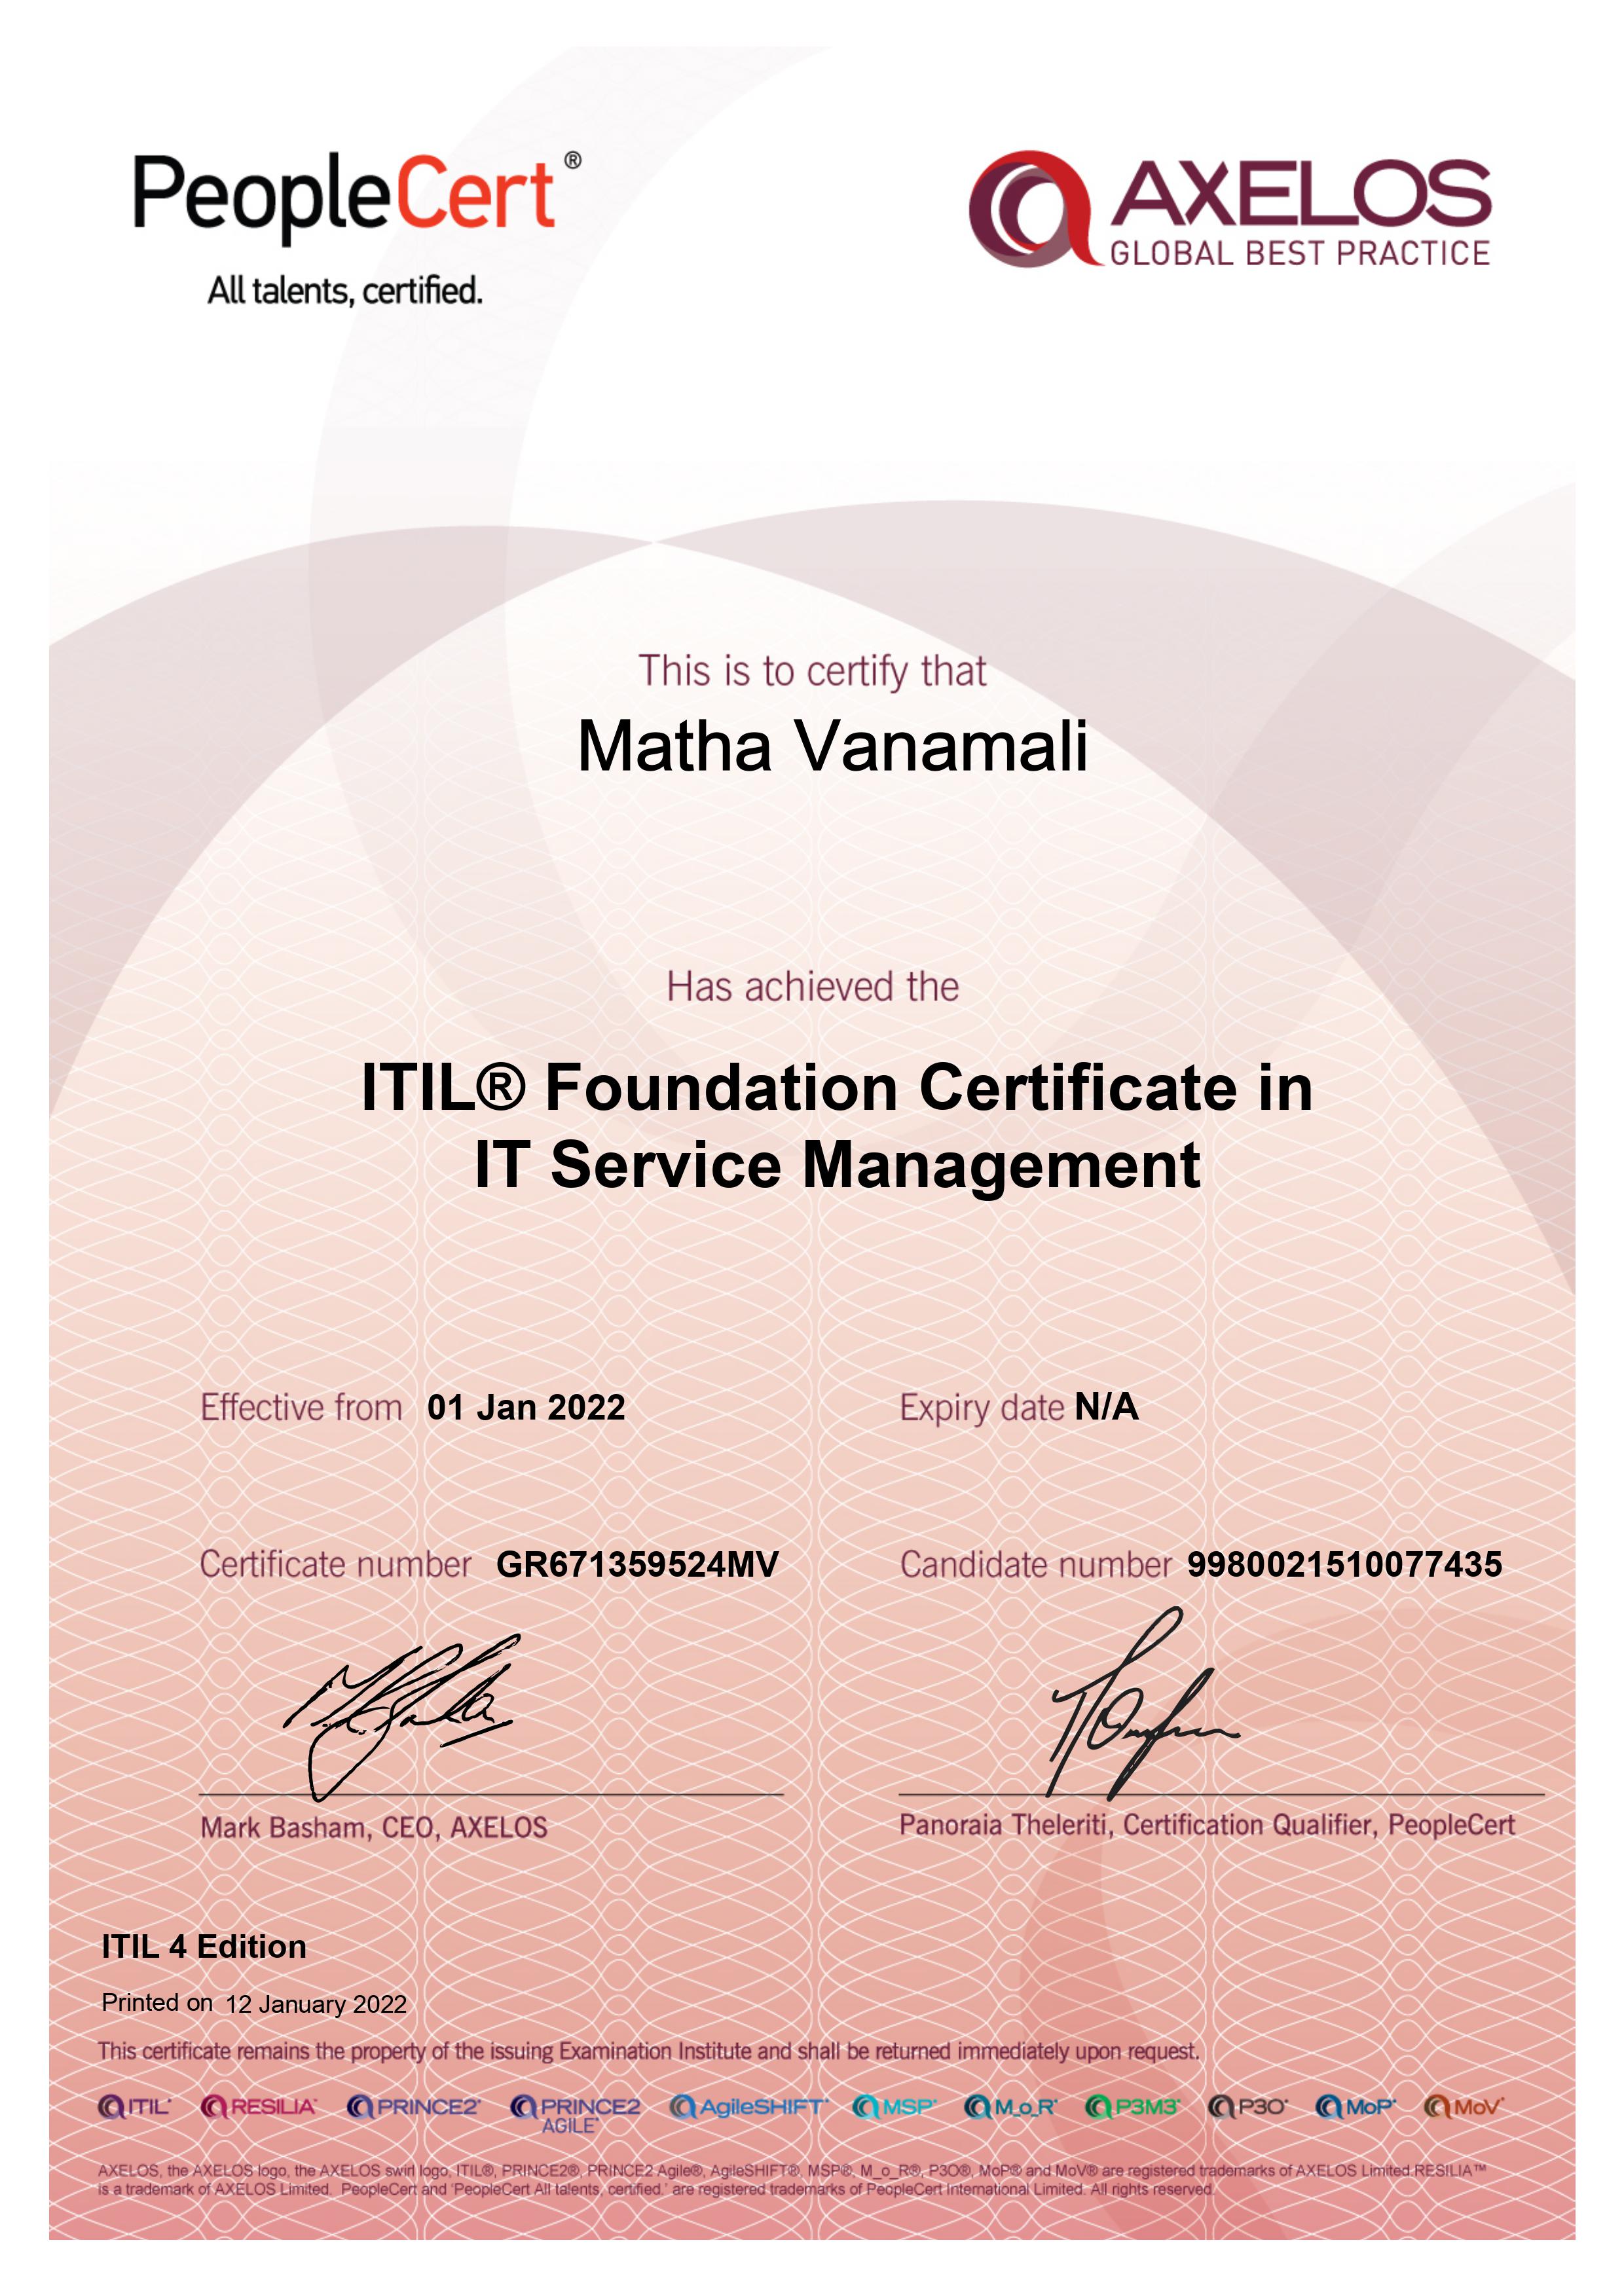 PeopleCert®
All talents, certified.
AXELOS
GLOBAL BEST PRACTICE
This is to certify that
Matha Vanamali
Has achieved the
ITIL® Foundation Certificate in
IT Service Management
Effective from 01 Jan 2022
Expiry date N/A
Certificate number GR671359524MV
Candidate number 9980021510077435
Mark Basham, CEO, AXELOS
Panoraia Theleriti, Certification Qualifier, PeopleCert
ITIL 4 Edition
Printed on 12 January 2022
This certificate remains the property of the issuing Examination Institute and shall be returned immediately upon request.
ITIL® RESILIA® PRINCE2® PRINCE2 AGILE® AgileSHIFT® MSP® M_o_R® P3M3® P3O® MoP® MoV®
AXELOS, the AXELOS logo, the AXELOS swirl logo, ITIL®, PRINCE2®, PRINCE2 Agile®, AgileSHIFT®, MSP®, M_o_R®, P3O®, MoP® and MoV® are registered trademarks of AXELOS Limited.RESILIA™
is a trademark of AXELOS Limited. PeopleCert and 'PeopleCert All talents, certified.' are registered trademarks of PeopleCert International Limited. All rights reserved.